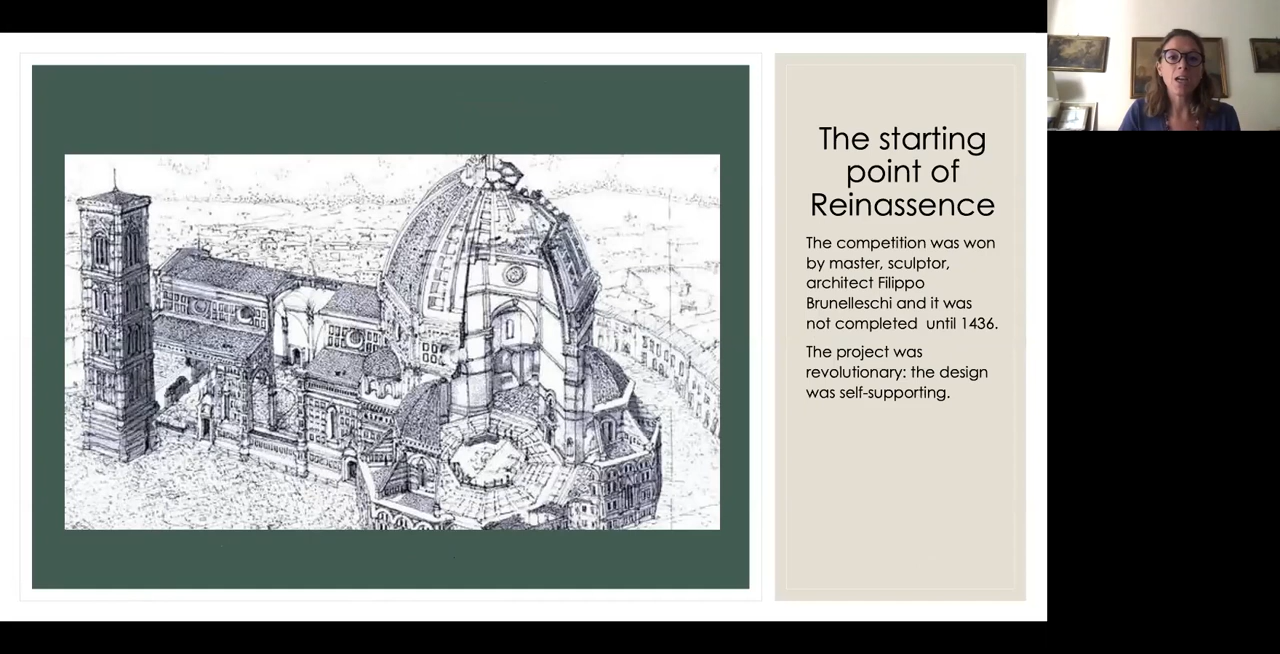 The starting
point of
Reinassence
The competition was won
by master, sculptor,
architect Filippo
Brunelleschi and it was
not completed  until 1436.
The project was
revolutionary: the design
was self-supporting.